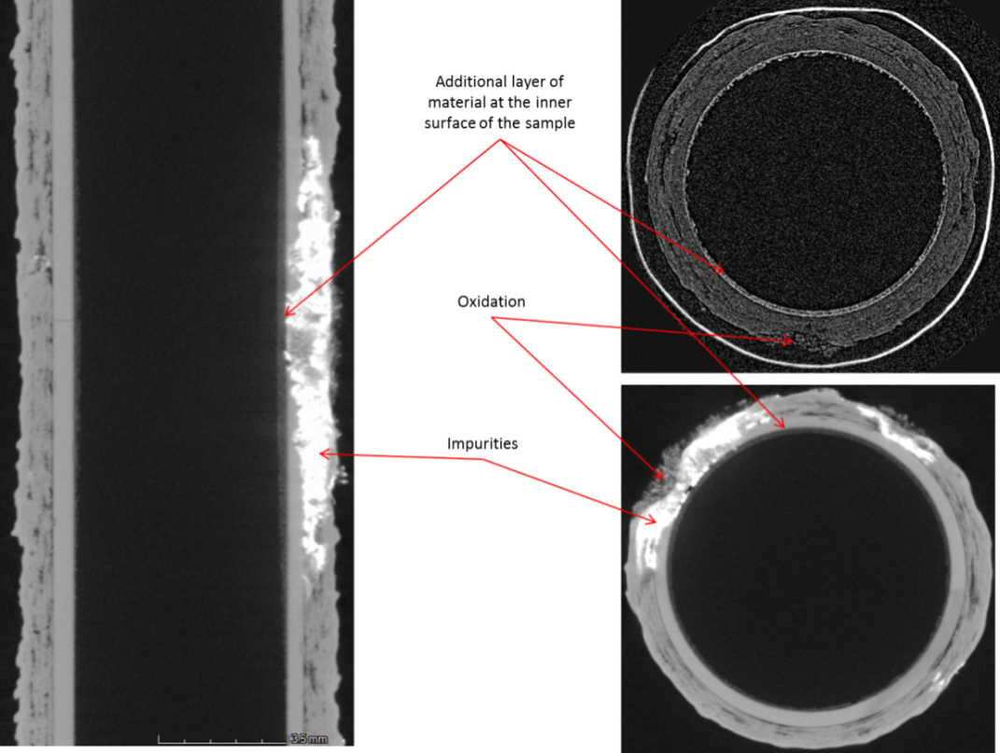 Additional layer of
material at the inner
surface of the sample
Oxidation
Impurities
3.5 mm